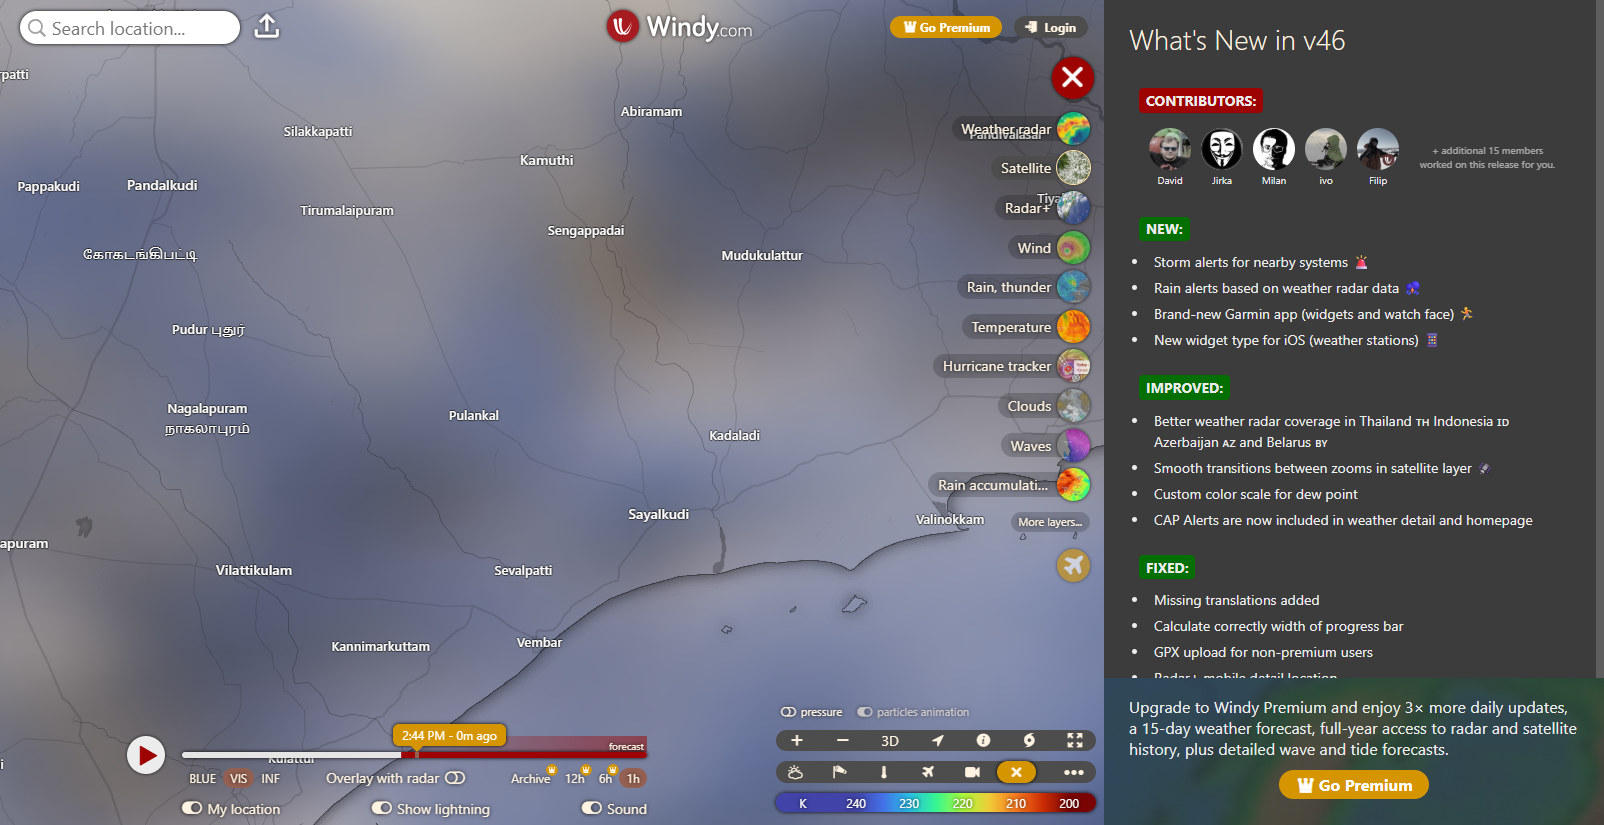 Search location...
Windy.com
Go Premium
Login
rpatti
Abiramam
Silakkapatti
Kamuthi
Pandivalasai
Pappakudi
Pandalkudi
Tirumalaipuram
Sengappadai
Mudukulattur
கோகடங்கிபட்டி
Pudur புதூர்
Nagalapuram
நாகலாபுரம்
Pulankal
Kadaladi
Sayalkudi
Valinokkam
apuram
Vilattikulam
Sevalpatti
Kannimarkuttam
Vembar
Weather radar
Satellite
Radar+
Wind
Rain, thunder
Temperature
Hurricane tracker
Clouds
Waves
Rain accumulati...
More layers...
pressure
particles animation
3D
K 240 230 220 210 200
2:44 PM - 0m ago
forecast
BLUE VIS INF
Overlay with radar
Archive 12h 6h 1h
My location
Show lightning
Sound
What's New in v46
CONTRIBUTORS:
David
Jirka
Milan
ivo
Filip
+ additional 15 members
worked on this release for you.
NEW:
Storm alerts for nearby systems
Rain alerts based on weather radar data
Brand-new Garmin app (widgets and watch face)
New widget type for iOS (weather stations)
IMPROVED:
Better weather radar coverage in Thailand TH Indonesia ID
Azerbaijan AZ and Belarus BY
Smooth transitions between zooms in satellite layer
Custom color scale for dew point
CAP Alerts are now included in weather detail and homepage
FIXED:
Missing translations added
Calculate correctly width of progress bar
GPX upload for non-premium users
Radar+ mobile detail location
Upgrade to Windy Premium and enjoy 3× more daily updates,
a 15-day weather forecast, full-year access to radar and satellite
history, plus detailed wave and tide forecasts.
Go Premium